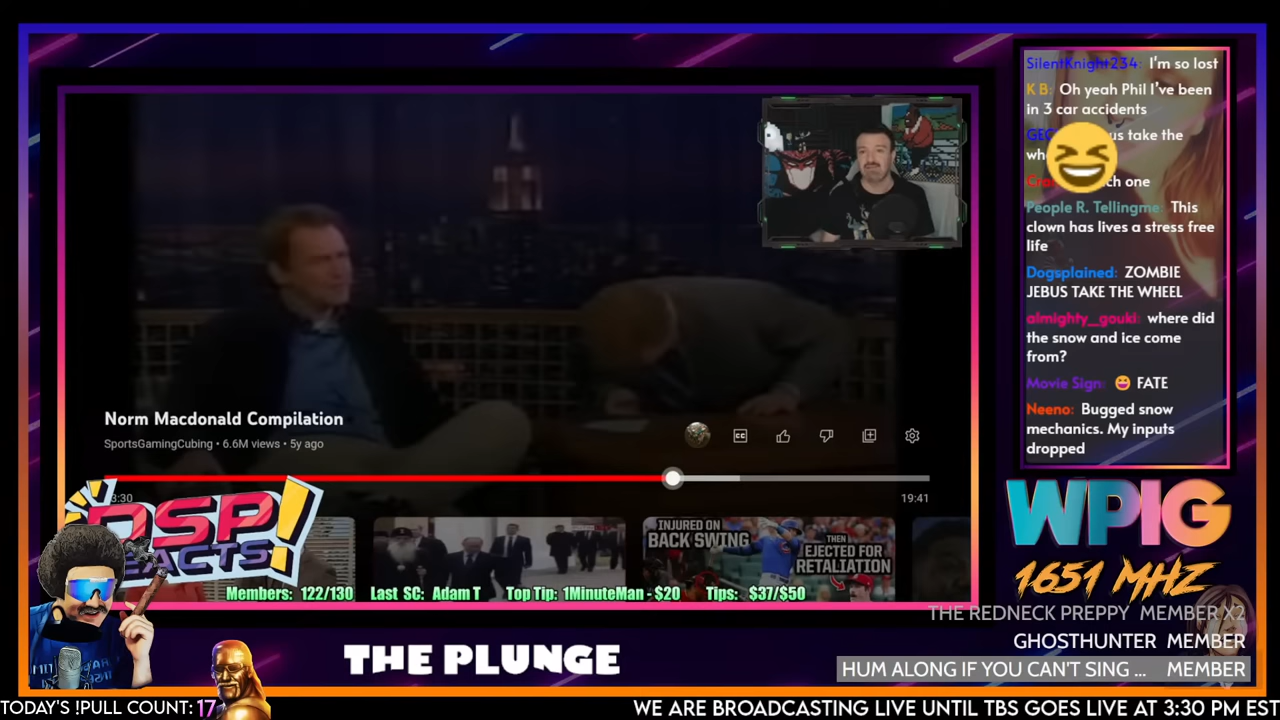 SilentKnight234: I'm so lost
K B: Oh yeah Phil I've been
in 3 car accidents
us take the
People R. Tellingme: This
clown has lives a stress free
life
Dogsplained: ZOMBIE
JEBUS TAKE THE WHEEL
almighty_gouki: where did
the snow and ice come
from?
Movie Sign: 😆 FATE
Neeno: Bugged snow
mechanics. My inputs
dropped
Norm Macdonald Compilation
SportsGamingCubing • 6.6M views • 5y ago
CC
3:30
19:41
DSP
REACTS!
INJURED ON
BACK SWING
THEN
EJECTED FOR
RETALIATION
Members: 122/130 Last SC: Adam T Top Tip: 1MinuteMan - $20 Tips: $37/$50
WPIG
1651 MHZ
THE REDNECK PREPPY MEMBER X2
GHOSTHUNTER MEMBER
HUM ALONG IF YOU CAN'T SING ... MEMBER
THE PLUNGE
TODAY'S !PULL COUNT: 17
WE ARE BROADCASTING LIVE UNTIL TBS GOES LIVE AT 3:30 PM EST